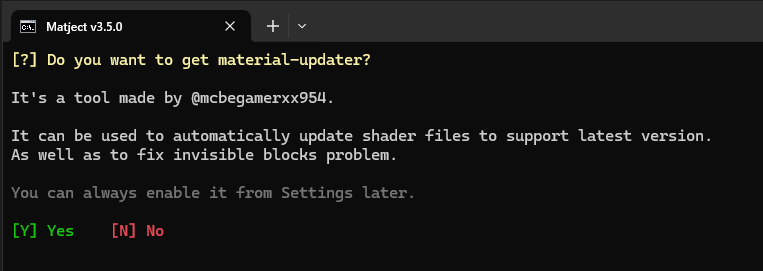 Matject v3.5.0
[?] Do you want to get material-updater?
It's a tool made by @mcbegamerxx954.
It can be used to automatically update shader files to support latest version.
As well as to fix invisible blocks problem.
You can always enable it from Settings later.
[Y] Yes    [N] No